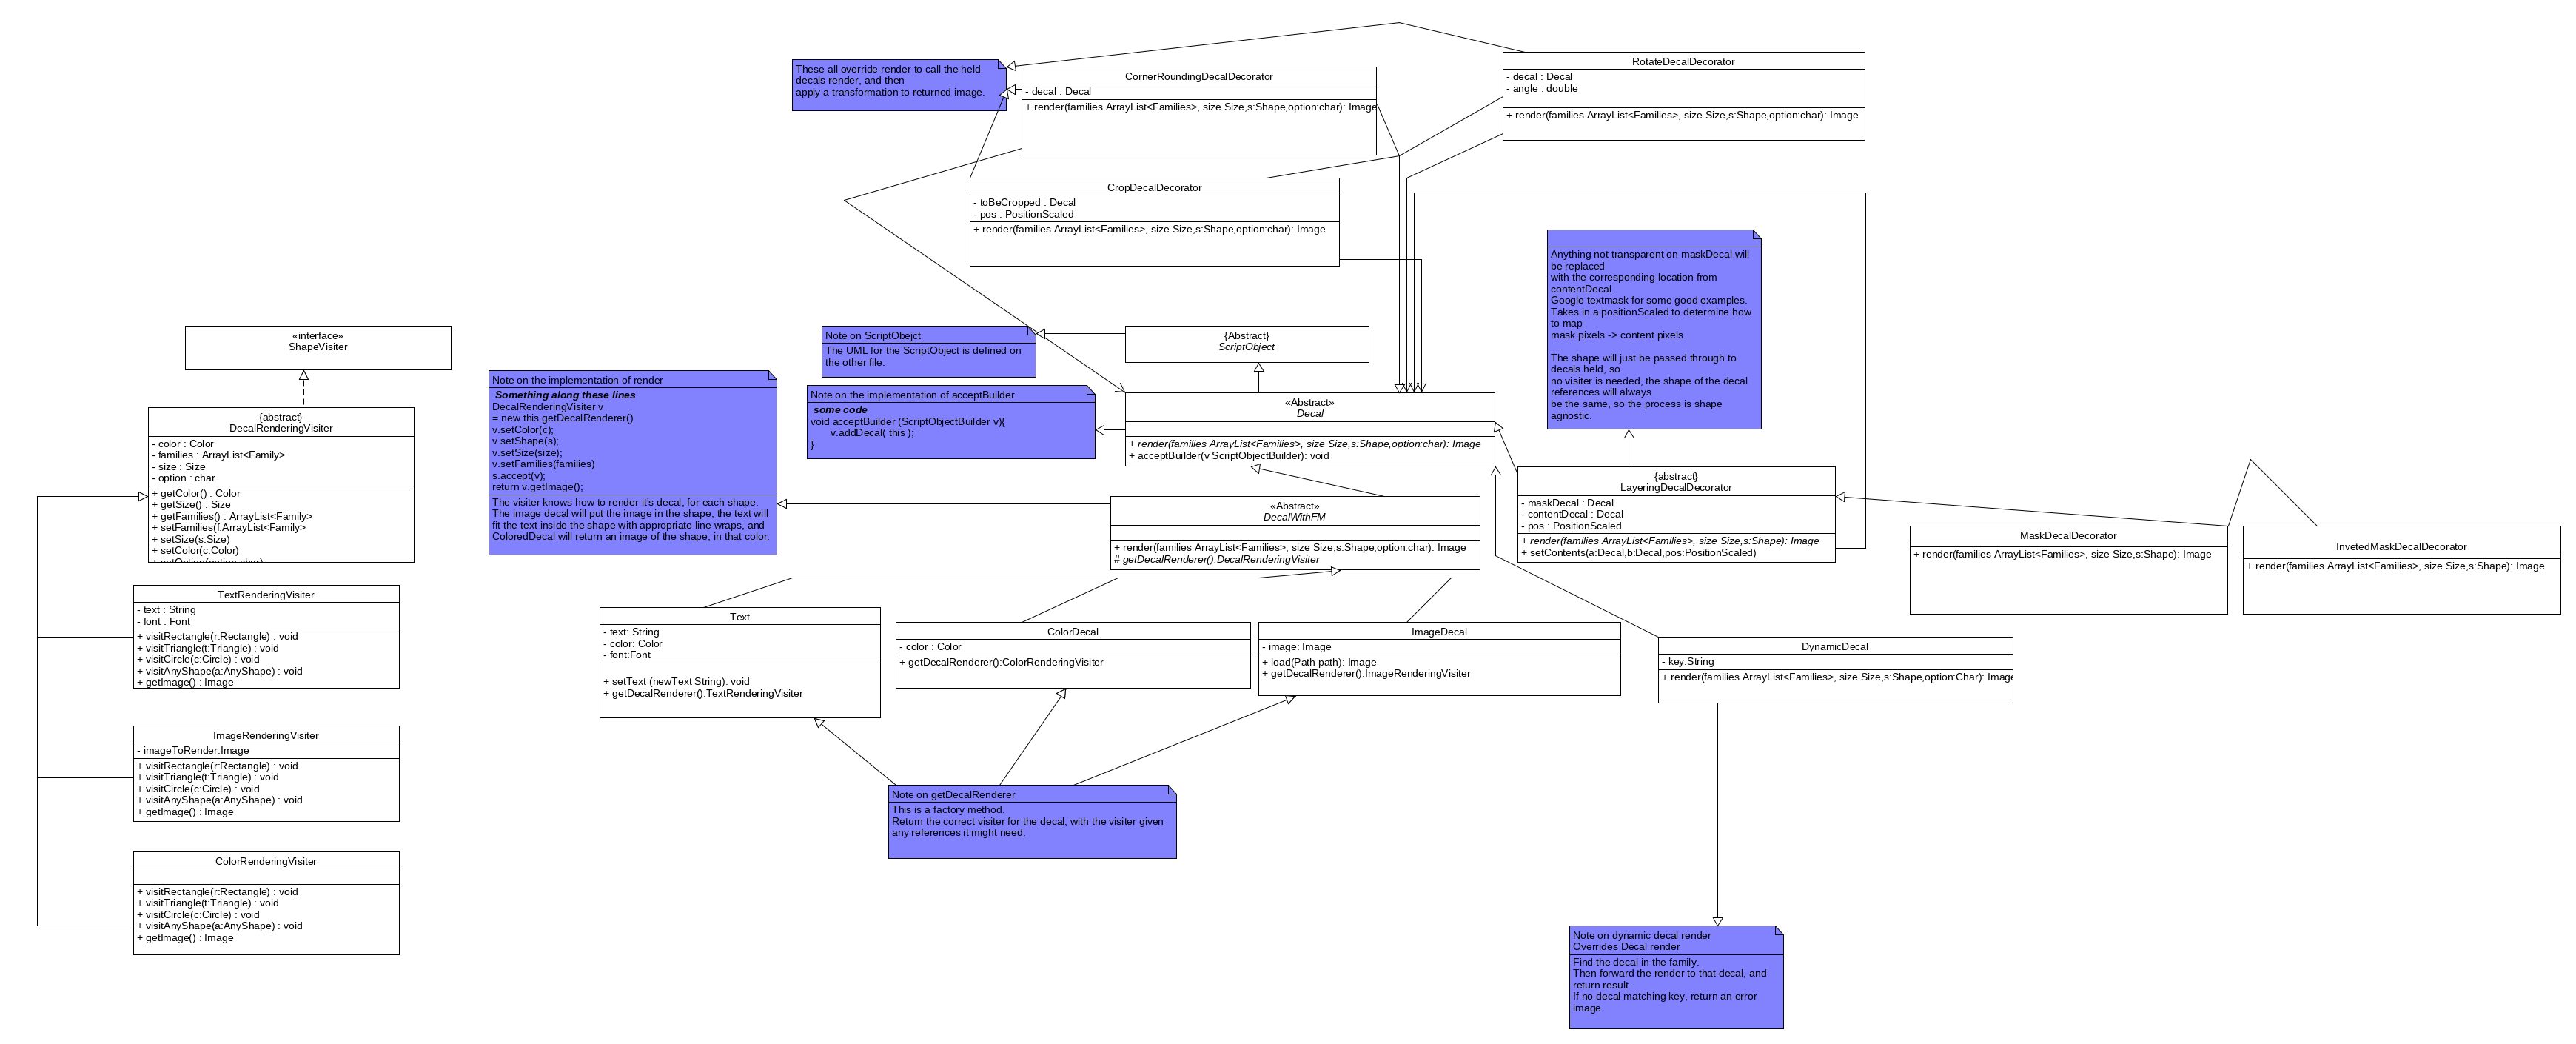 These all override render to call the held
decals render, and then
apply a transformation to returned image.
CornerRoundingDecalDecorator
- decal : Decal
+ render(families ArrayList<Families>, size Size,s:Shape,option:char): Image
RotateDecalDecorator
- decal : Decal
- angle : double
+ render(families ArrayList<Families>, size Size,s:Shape,option:char): Image
CropDecalDecorator
- toBeCropped : Decal
- pos : PositionScaled
+ render(families ArrayList<Families>, size Size,s:Shape,option:char): Image
Anything not transparent on maskDecal will
be replaced
with the corresponding location from
contentDecal.
Google textmask for some good examples.
Takes in a positionScaled to determine how
to map
mask pixels -> content pixels.
The shape will just be passed through to
decals held, so
no visiter is needed, the shape of the decal
references will always
be the same, so the process is shape
agnostic.
«interface»
ShapeVisiter
Note on ScriptObejct
The UML for the ScriptObject is defined on
the other file.
{Abstract}
ScriptObject
Note on the implementation of render
Something along these lines
DecalRenderingVisiter v
= new this.getDecalRenderer()
v.setColor(c);
v.setShape(s);
v.setSize(size);
v.setFamilies(families)
s.accept(v);
return v.getImage();
The visiter knows how to render it's decal, for each shape.
The image decal will put the image in the shape, the text will
fit the text inside the shape with appropriate line wraps, and
ColoredDecal will return an image of the shape, in that color.
Note on the implementation of acceptBuilder
some code
void acceptBuilder (ScriptObjectBuilder v){
v.addDecal( this );
}
«Abstract»
Decal
+ render(families ArrayList<Families>, size Size,s:Shape,option:char): Image
+ acceptBuilder(v ScriptObjectBuilder): void
{abstract}
DecalRenderingVisiter
- color : Color
- families : ArrayList<Family>
- size : Size
- option : char
+ getColor() : Color
+ getSize() : Size
+ getFamilies() : ArrayList<Family>
+ setFamilies(f:ArrayList<Family>
+ setSize(s:Size)
+ setColor(c:Color)
+ setOption(option:char)
{abstract}
LayeringDecalDecorator
- maskDecal : Decal
- contentDecal : Decal
- pos : PositionScaled
+ render(families ArrayList<Families>, size Size,s:Shape): Image
+ setContents(a:Decal,b:Decal,pos:PositionScaled)
«Abstract»
DecalWithFM
+ render(families ArrayList<Families>, size Size,s:Shape,option:char): Image
# getDecalRenderer():DecalRenderingVisiter
MaskDecalDecorator
+ render(families ArrayList<Families>, size Size,s:Shape): Image
InvetedMaskDecalDecorator
+ render(families ArrayList<Families>, size Size,s:Shape): Image
TextRenderingVisiter
- text : String
- font : Font
+ visitRectangle(r:Rectangle) : void
+ visitTriangle(t:Triangle) : void
+ visitCircle(c:Circle) : void
+ visitAnyShape(a:AnyShape) : void
+ getImage() : Image
Text
- text: String
- color: Color
- font:Font
+ setText (newText String): void
+ getDecalRenderer():TextRenderingVisiter
ColorDecal
- color : Color
+ getDecalRenderer():ColorRenderingVisiter
ImageDecal
- image: Image
+ load(Path path): Image
+ getDecalRenderer():ImageRenderingVisiter
DynamicDecal
- key:String
+ render(families ArrayList<Families>, size Size,s:Shape,option:Char): Image
ImageRenderingVisiter
- imageToRender:Image
+ visitRectangle(r:Rectangle) : void
+ visitTriangle(t:Triangle) : void
+ visitCircle(c:Circle) : void
+ visitAnyShape(a:AnyShape) : void
+ getImage() : Image
Note on getDecalRenderer
This is a factory method.
Return the correct visiter for the decal, with the visiter given
any references it might need.
ColorRenderingVisiter
+ visitRectangle(r:Rectangle) : void
+ visitTriangle(t:Triangle) : void
+ visitCircle(c:Circle) : void
+ visitAnyShape(a:AnyShape) : void
+ getImage() : Image
Note on dynamic decal render
Overrides Decal render
Find the decal in the family.
Then forward the render to that decal, and
return result.
If no decal matching key, return an error
image.